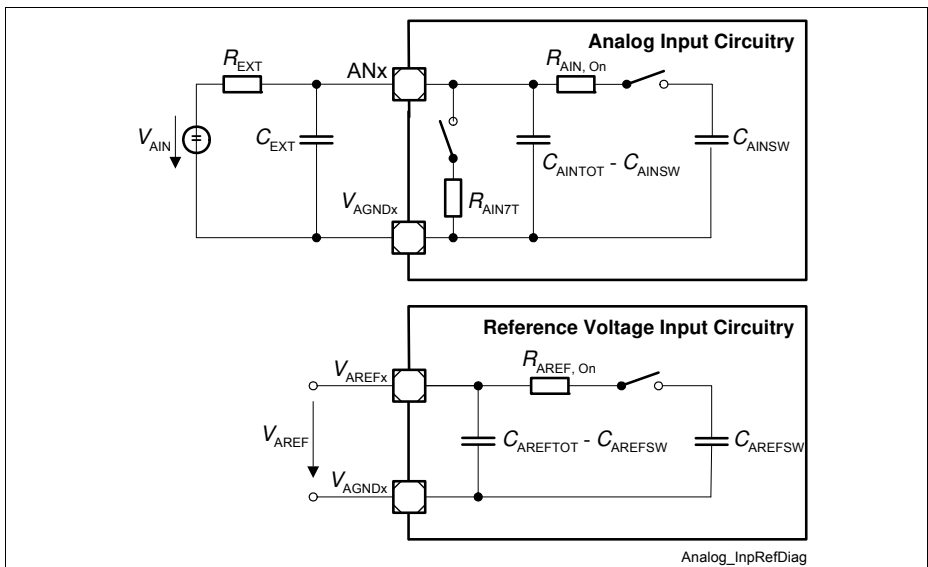 Analog Input Circuitry
R_EXT
ANx
R_AIN, On
V_AIN
C_EXT
C_AINTOT - C_AINSW
C_AINSW
R_AIN7T
V_AGNDx
Reference Voltage Input Circuitry
V_AREFx
R_AREF, On
V_AREF
C_AREFTOT - C_AREFSW
C_AREFSW
V_AGNDx
Analog_InpRefDiag